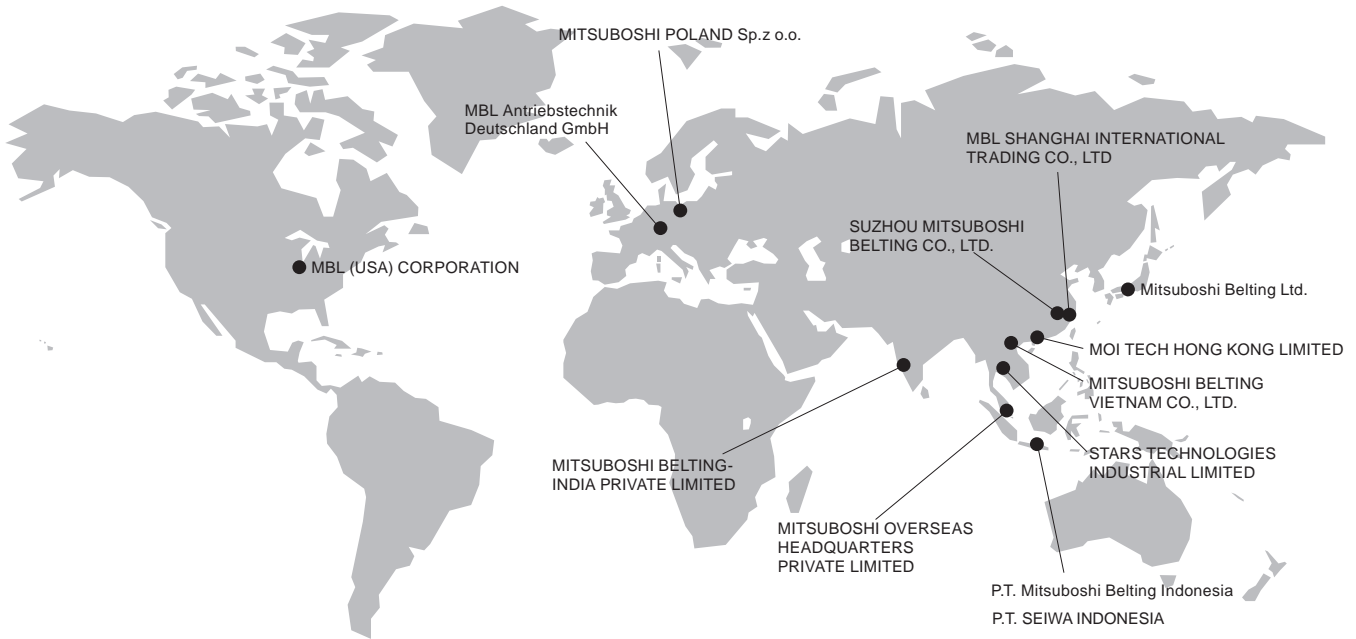 MITSUBOSHI POLAND Sp.z o.o.
MBL Antriebstechnik
Deutschland GmbH
MBL SHANGHAI INTERNATIONAL
TRADING CO., LTD
SUZHOU MITSUBOSHI
BELTING CO., LTD.
MBL (USA) CORPORATION
Mitsuboshi Belting Ltd.
MOI TECH HONG KONG LIMITED
MITSUBOSHI BELTING
VIETNAM CO., LTD.
STARS TECHNOLOGIES
INDUSTRIAL LIMITED
MITSUBOSHI BELTING-
INDIA PRIVATE LIMITED
MITSUBOSHI OVERSEAS
HEADQUARTERS
PRIVATE LIMITED
P.T. Mitsuboshi Belting Indonesia
P.T. SEIWA INDONESIA